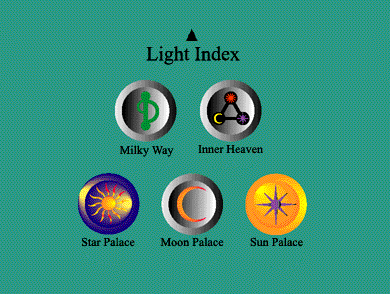 Light Index
Milky Way
Inner Heaven
Star Palace
Moon Palace
Sun Palace